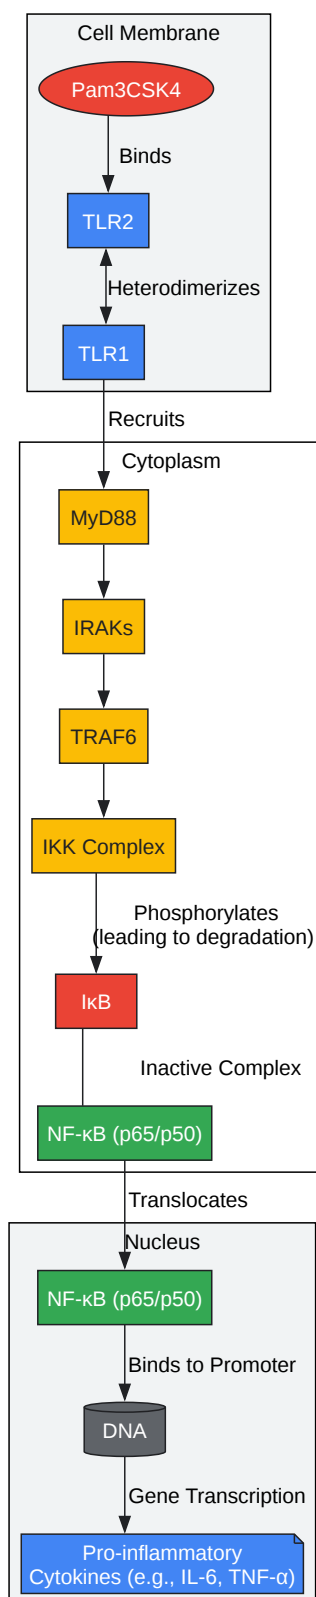 Cell Membrane
Pam3CSK4
Binds
TLR2
Heterodimerizes
TLR1
Recruits
Cytoplasm
MyD88
IRAKs
TRAF6
IKK Complex
Phosphorylates
(leading to degradation)
IκB
Inactive Complex
NF-κB (p65/p50)
Translocates
Nucleus
NF-κB (p65/p50)
Binds to Promoter
DNA
Gene Transcription
Pro-inflammatory
Cytokines (e.g., IL-6, TNF-α)